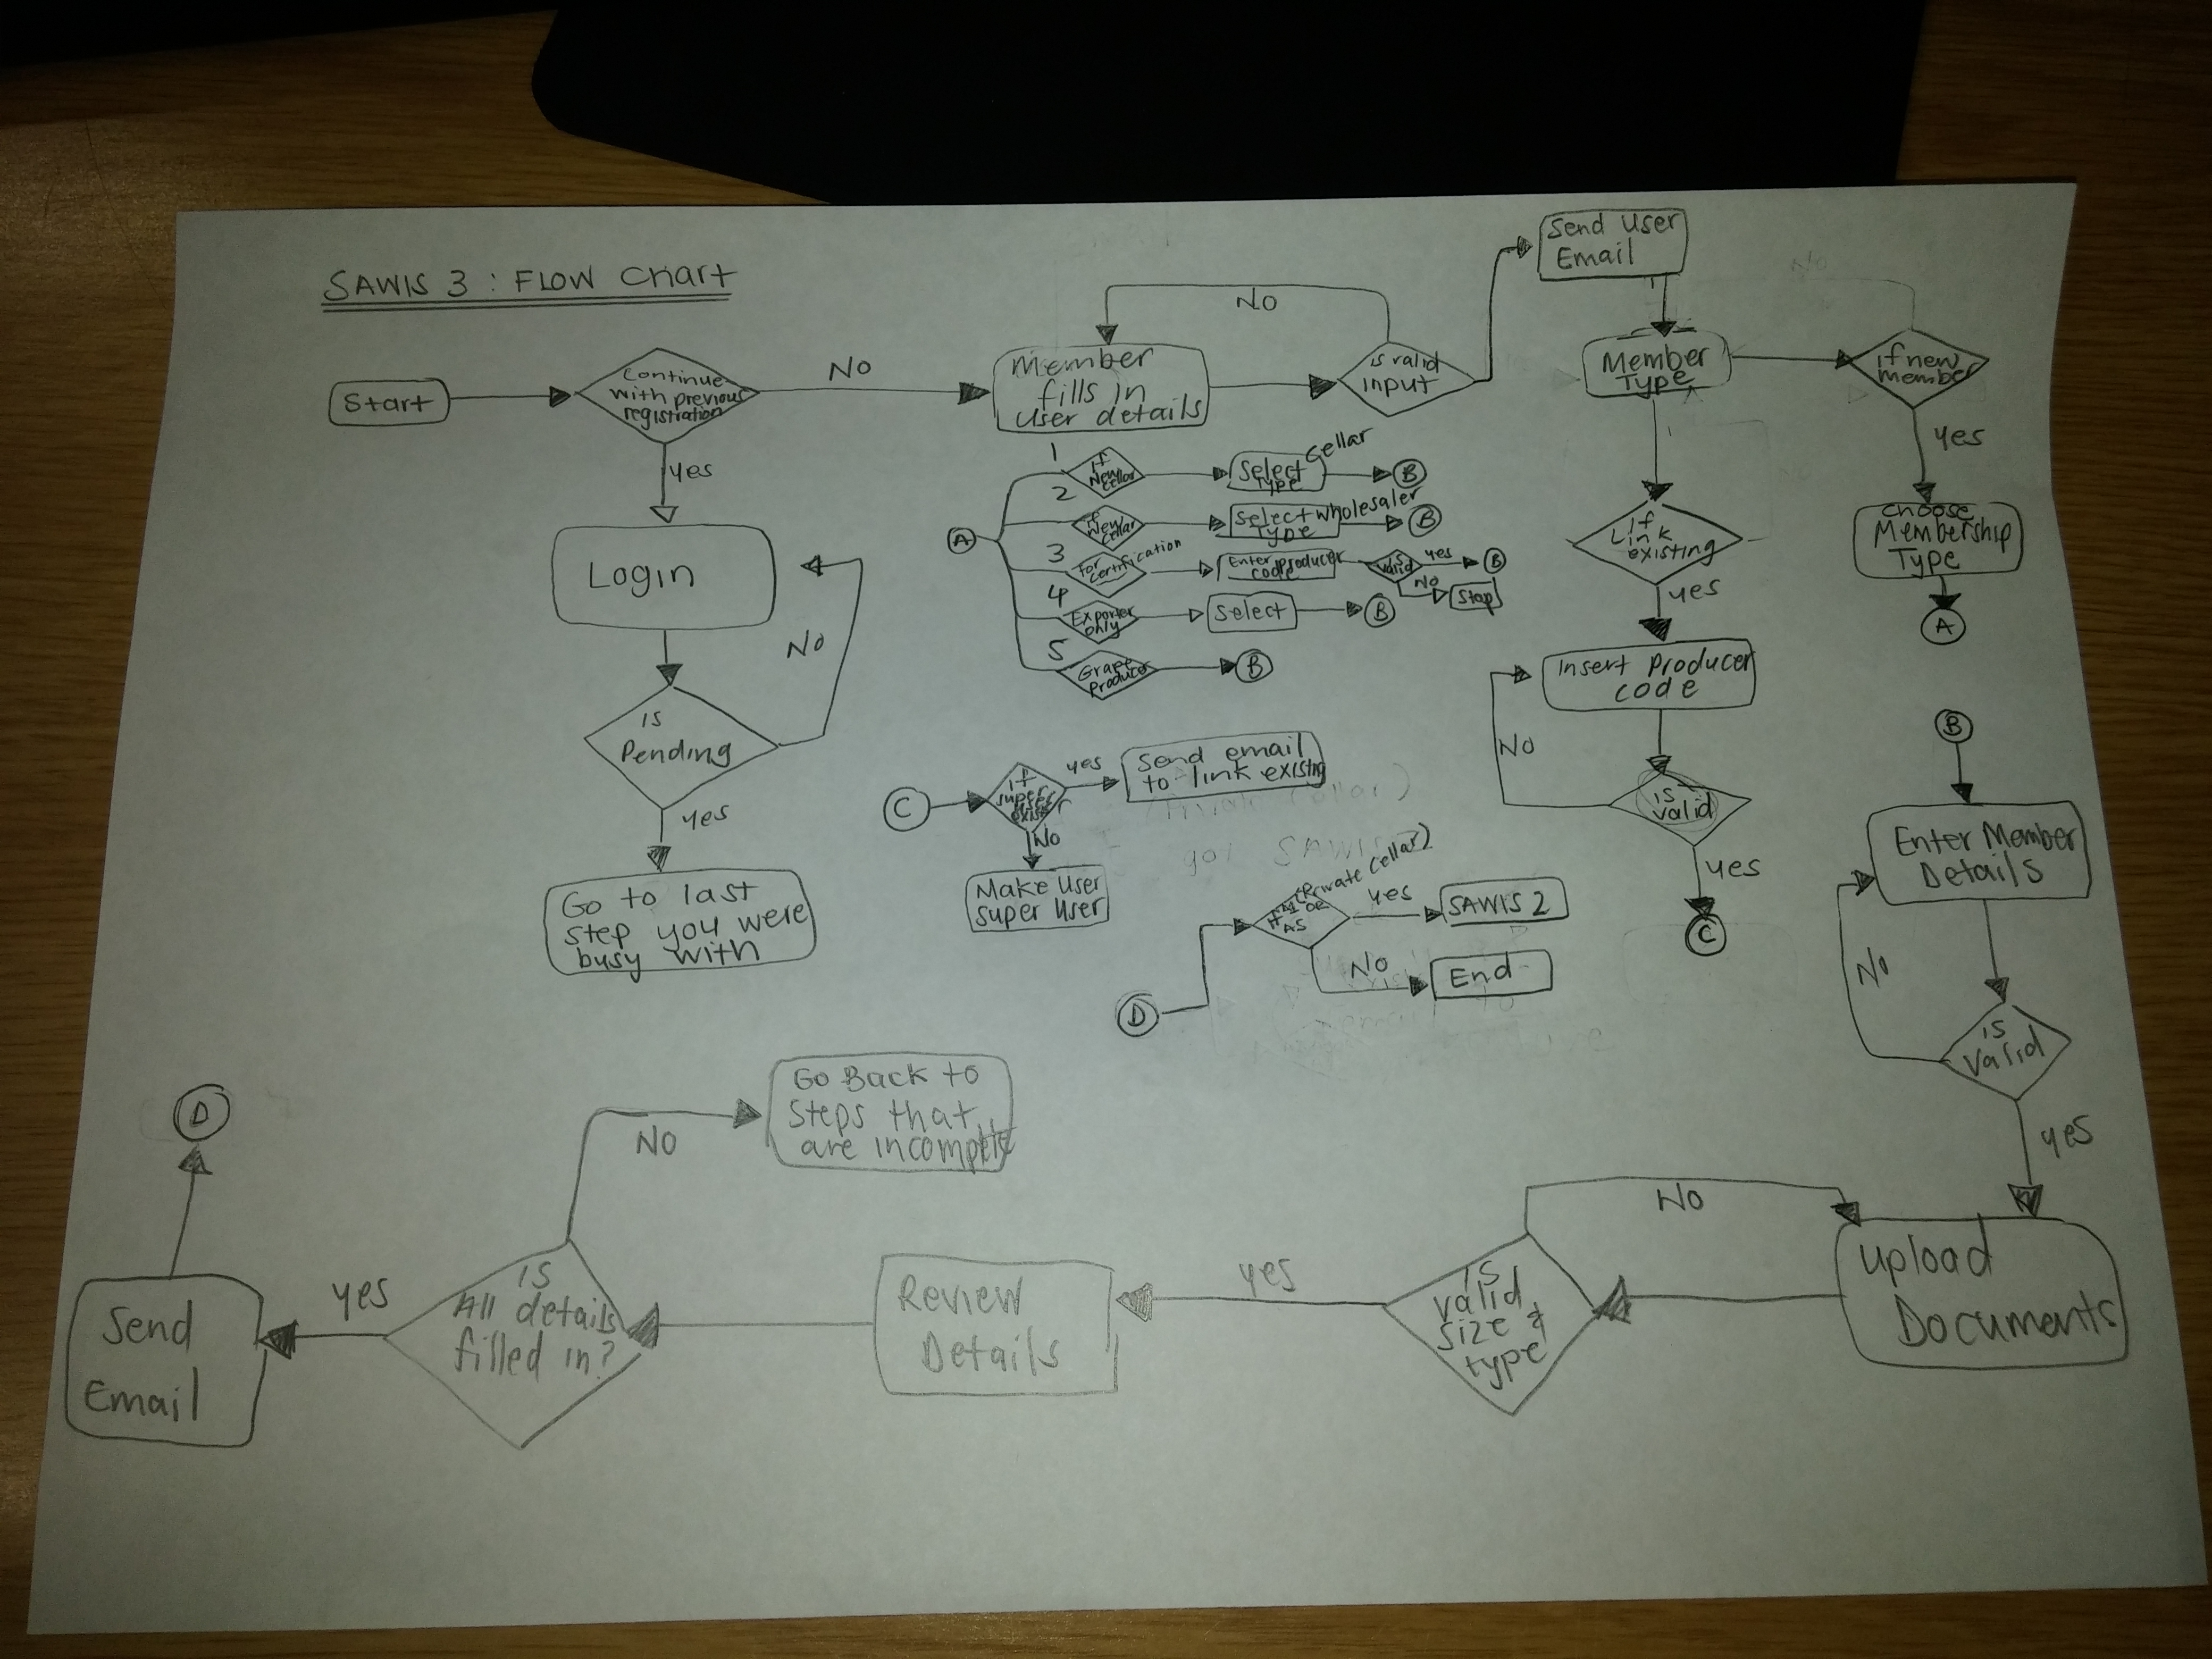 SAWIS 3 : FLOW Chart
Start
Continue
with previous
registration
NO
Member
fills in
User details
No
is valid
input
Send User
Email
Member
Type
No
if new
member
yes
choose
Membership
Type
A
yes
Login
No
is
Pending
yes
Go to last
step you were
busy with
A
1
If
New
Cellar
Select Cellar
Type
B
2
if
New
Cellar
Select Wholesaler
Type
B
3
for
certification
Enter producer
code
is
valid
yes
B
No
Stop
4
Exporter
only
Select
B
5
Grape
Producer
B
If
Link
existing
yes
Insert Producer
code
No
is
valid
yes
C
C
if
super
exist
yes
Send email
to link existing
No
Make User
super User
D
(Private Cellar)
OR
AS
yes
SAWIS 2
No
End
B
Enter Member
Details
No
is
valid
yes
Upload
Documents
No
is
valid
size &
type
yes
Review
Details
is
All details
filled in?
NO
Go Back to
steps that
are incomplete
yes
Send
Email
D